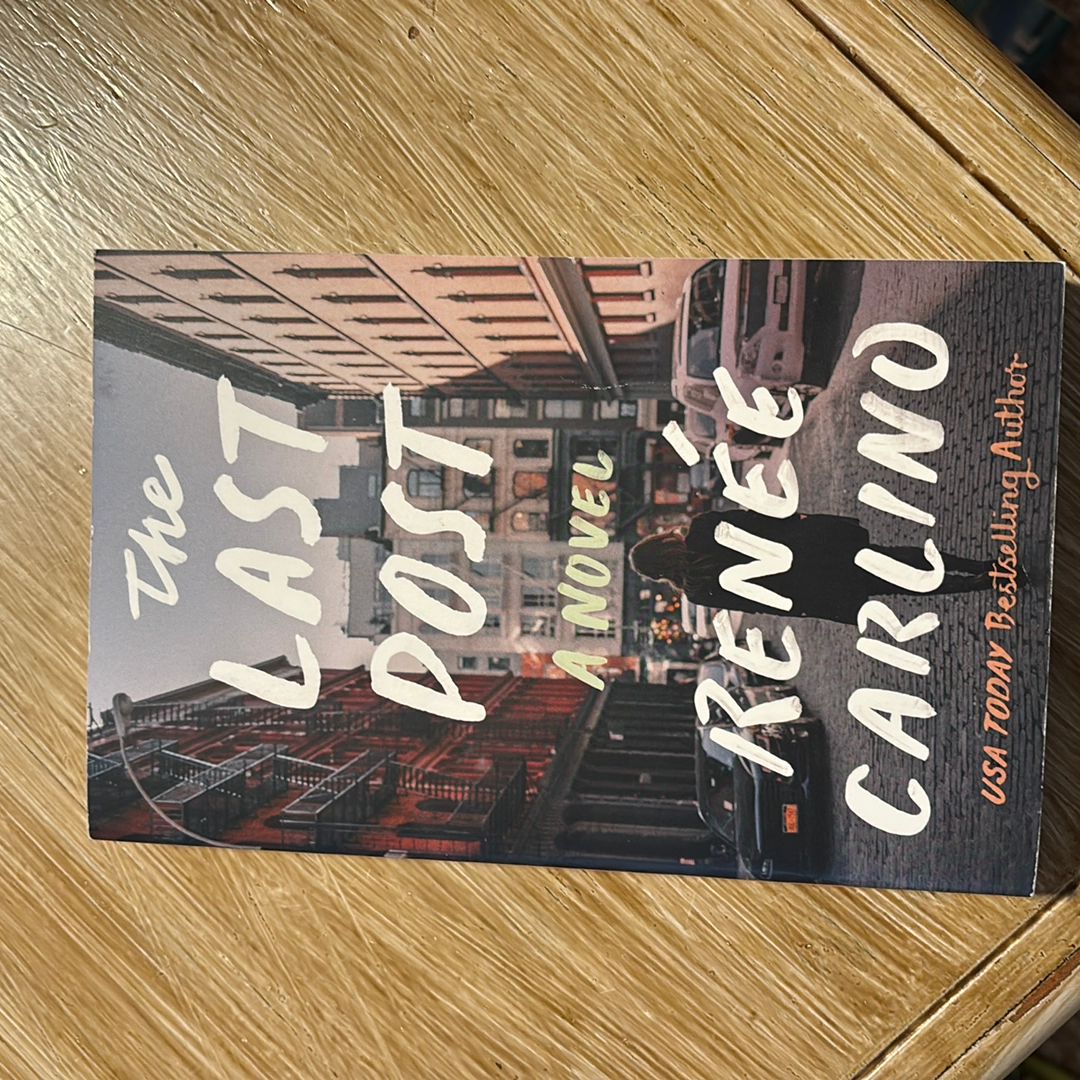 The
LAST
POST
A NOVEL
RENÉE
CARLINO
USA TODAY Bestselling Author